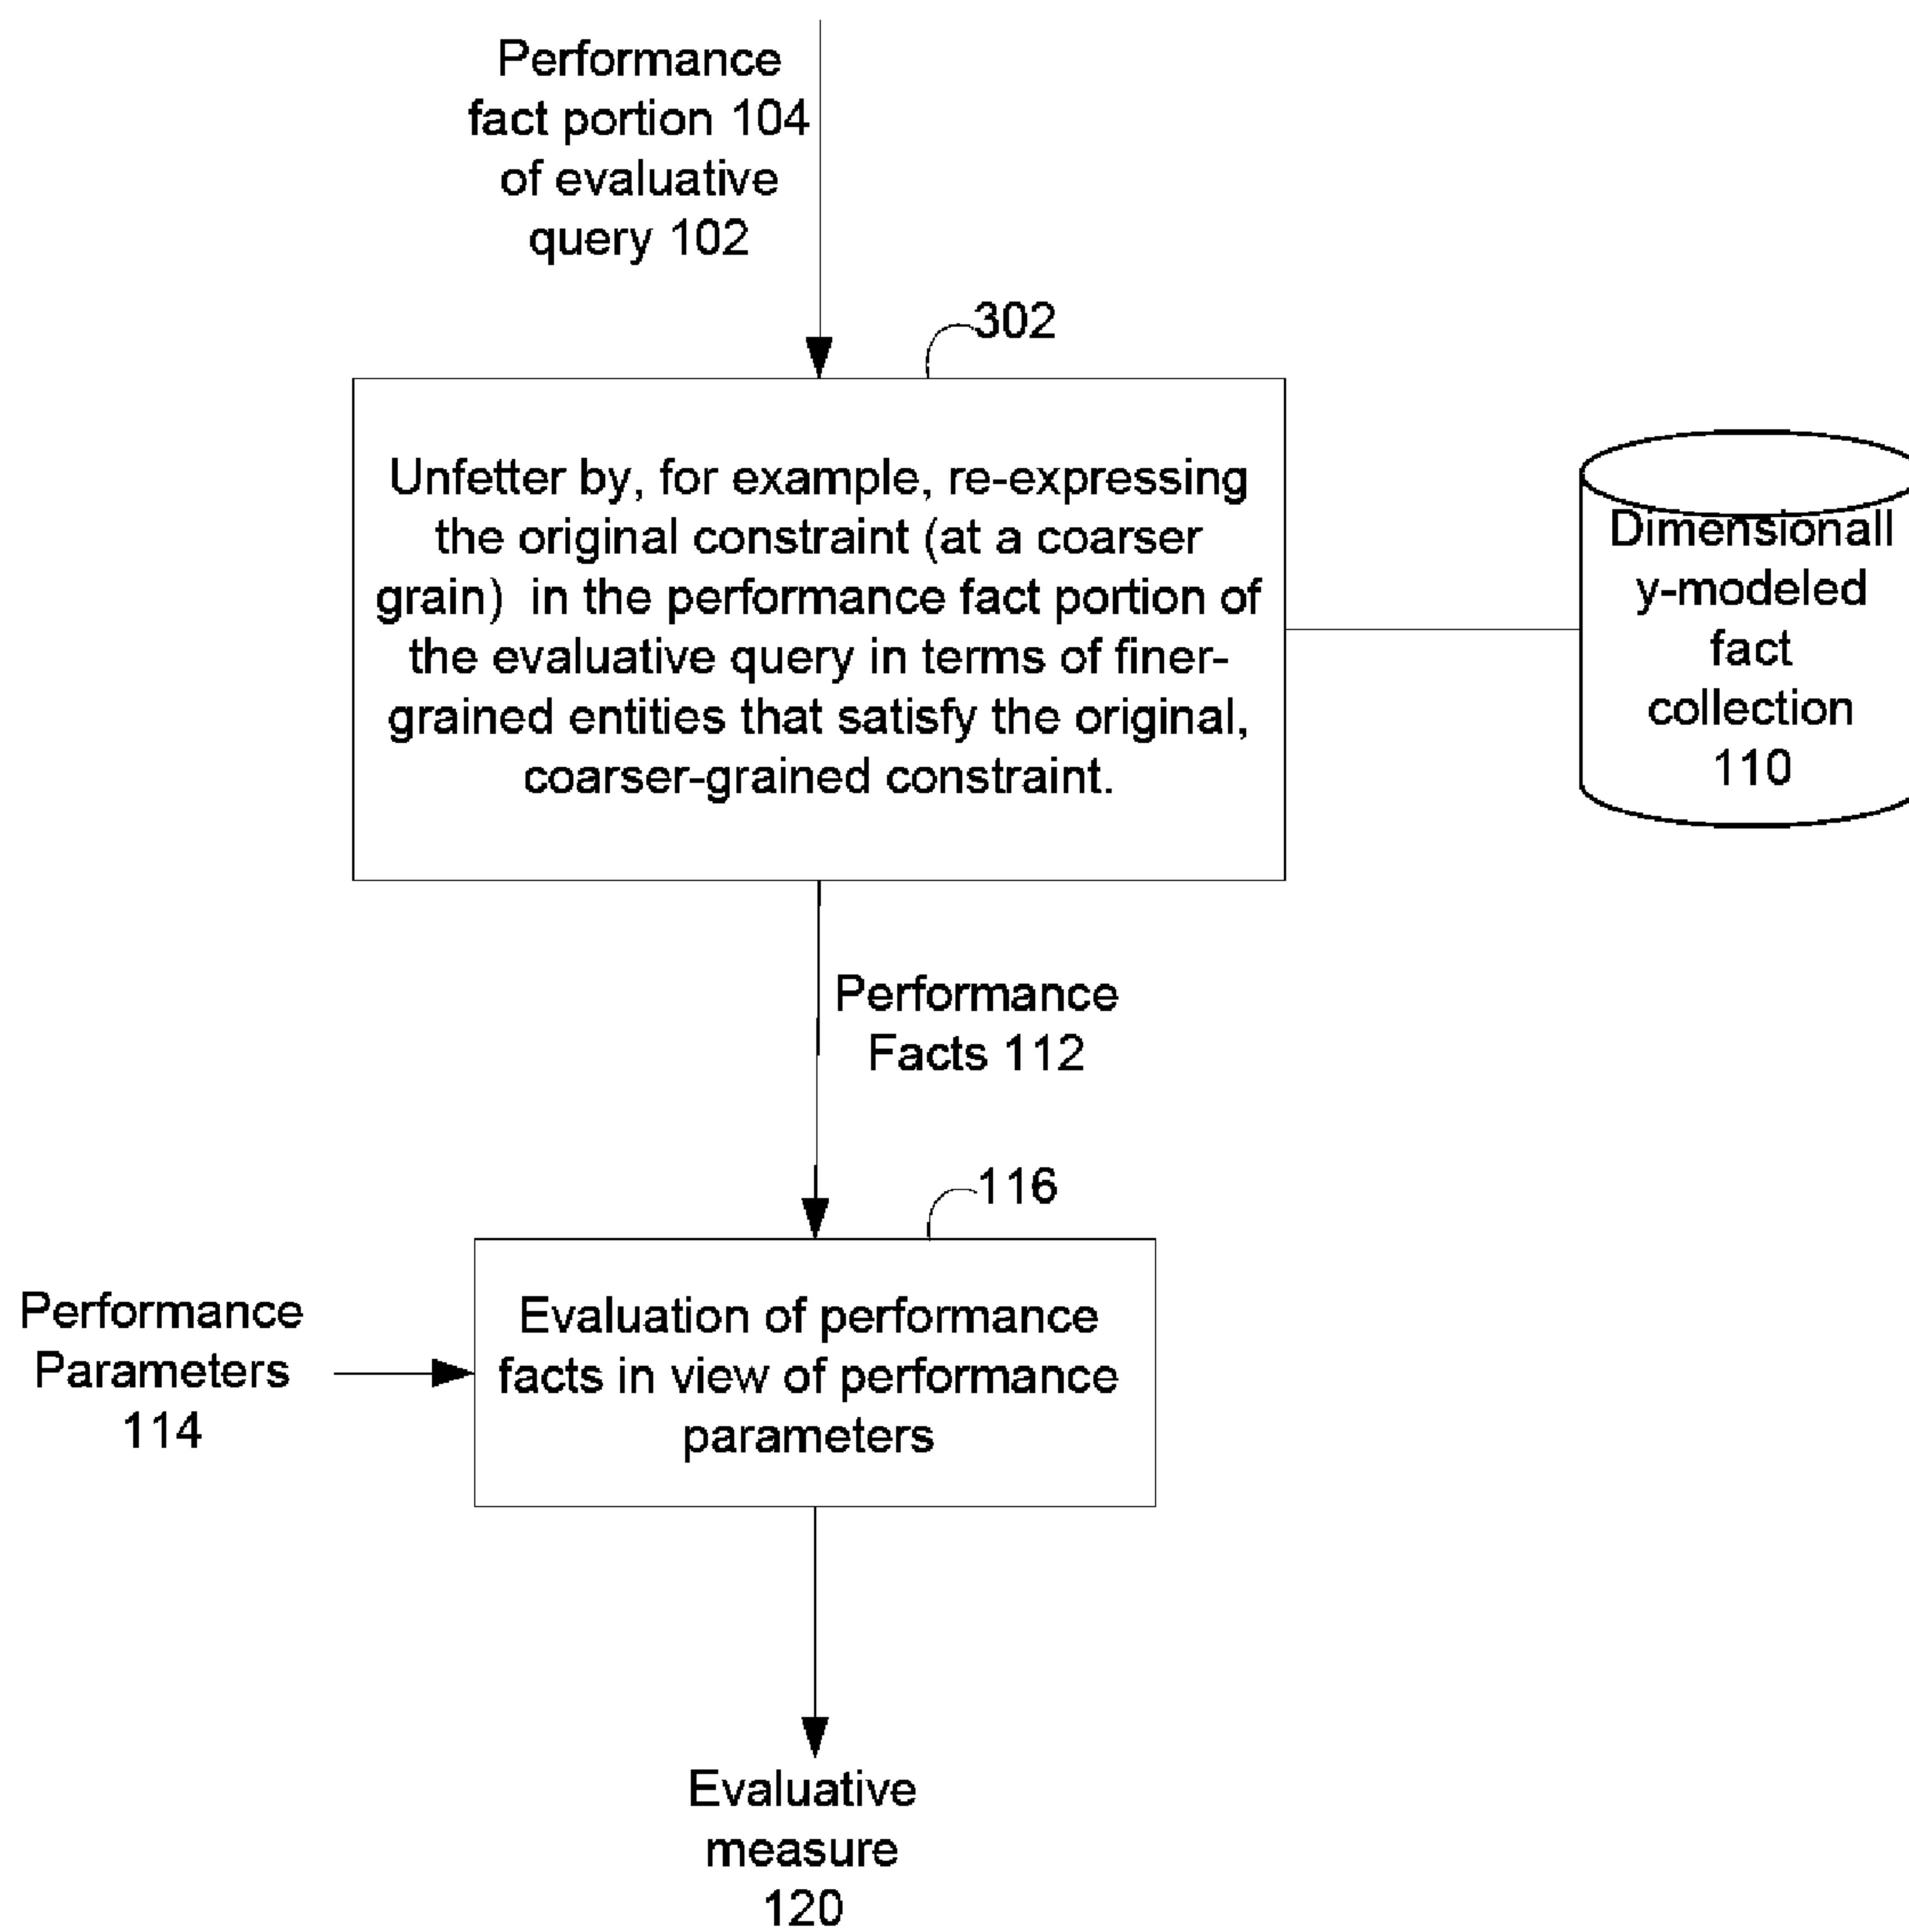 Performance
fact portion 104
of evaluative
query 102
302
Unfetter by, for example, re-expressing
the original constraint (at a coarser
grain) in the performance fact portion of
the evaluative query in terms of finer-
grained entities that satisfy the original,
coarser-grained constraint.
Dimensionall
y-modeled
fact
collection
110
Performance
Facts 112
116
Performance
Parameters
114
Evaluation of performance
facts in view of performance
parameters
Evaluative
measure
120